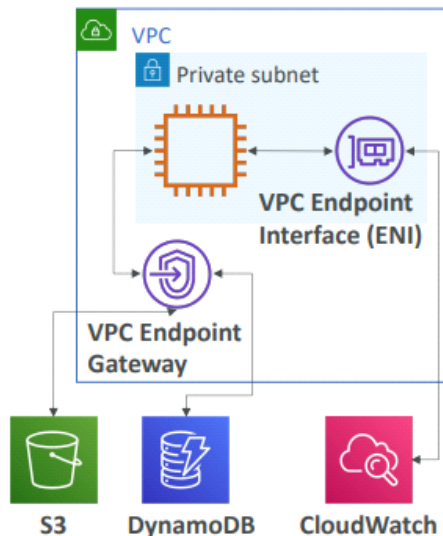 VPC
Private subnet
VPC Endpoint
Interface (ENI)
VPC Endpoint
Gateway
S3
DynamoDB
CloudWatch